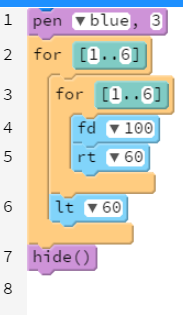 1 pen ▼blue, 3
2 for [1..6]
3 for [1..6]
4 fd ▼100
5 rt ▼60
6 lt ▼60
7 hide()
8